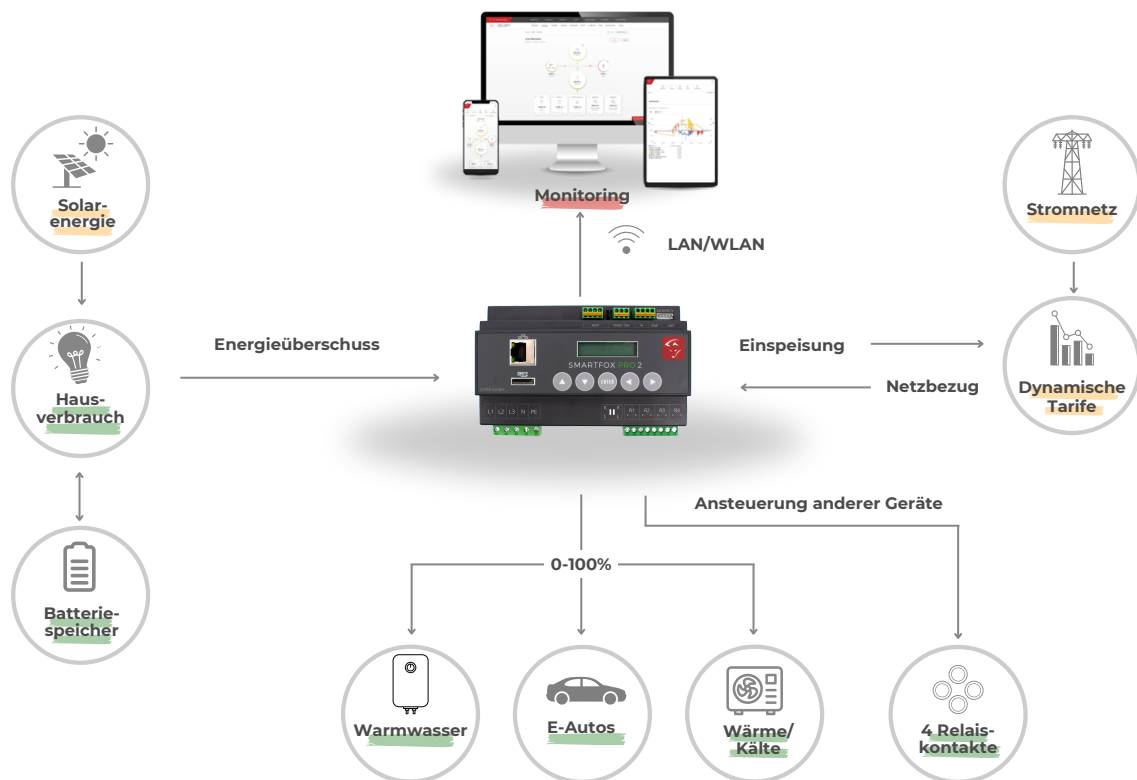 Monitoring
LAN/WLAN
Solar-
energie
Stromnetz
Energieüberschuss
Einspeisung
Netzbezug
Haus-
verbrauch
Dynamische
Tarife
SMARTFOX PRO 2
ENTER
L1 L2 L3 N PE
R1 R2 R3 R4
Ansteuerung anderer Geräte
0-100%
Batterie-
speicher
Warmwasser
E-Autos
Wärme/
Kälte
4 Relais-
kontakte